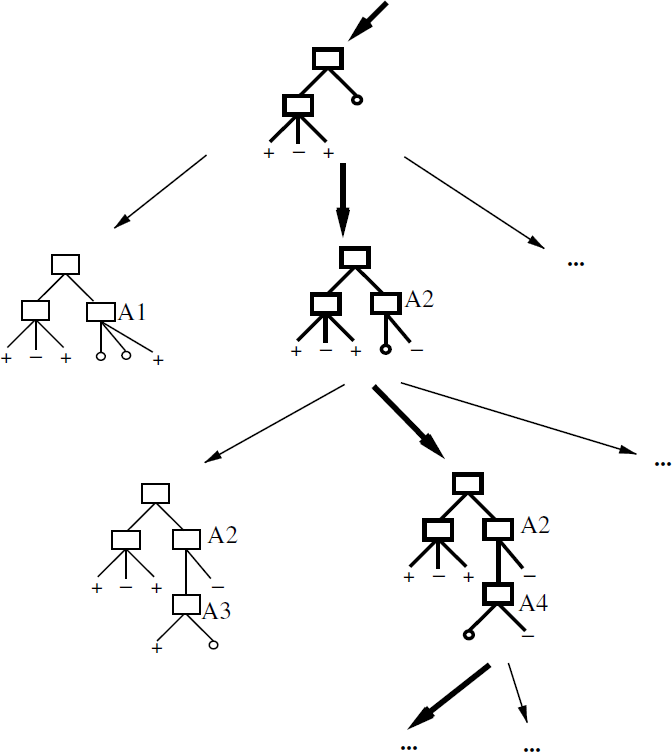 + – +
...
A1
A2
+ – + +
+ – + –
...
A2
A2
+ – + –
+ – + –
A3
A4
+
–
...
...